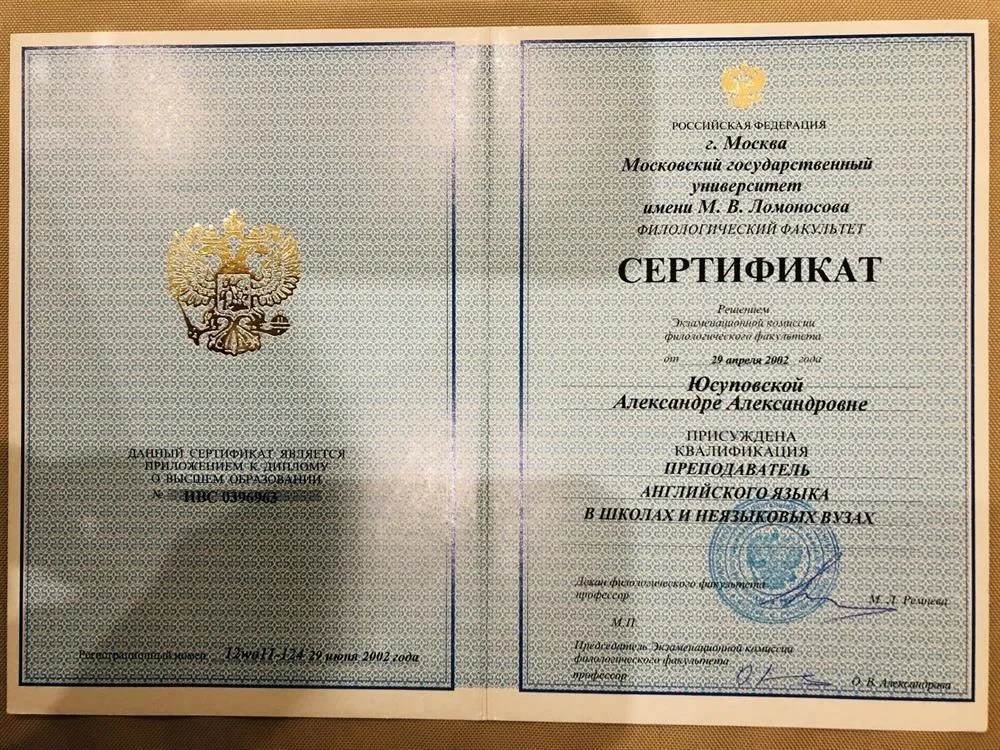 ДАННЫЙ СЕРТИФИКАТ ЯВЛЯЕТСЯ
ПРИЛОЖЕНИЕМ К ДИПЛОМУ
О ВЫСШЕМ ОБРАЗОВАНИИ
№ ИВС 0396963
Регистрационный номер 12wo11-124 29 июня 2002 года
РОССИЙСКАЯ ФЕДЕРАЦИЯ
г. Москва
Московский государственный
университет
имени М. В. Ломоносова
ФИЛОЛОГИЧЕСКИЙ ФАКУЛЬТЕТ
СЕРТИФИКАТ
Решением
Экзаменационной комиссии
филологического факультета
от 29 апреля 2002 года
Юсуповской
Александре Александровне
ПРИСУЖДЕНА
КВАЛИФИКАЦИЯ
ПРЕПОДАВАТЕЛЬ
АНГЛИЙСКОГО ЯЗЫКА
В ШКОЛАХ И НЕЯЗЫКОВЫХ ВУЗАХ
Декан филологического факультета
профессор М. Л. Ремнева
М.П.
Председатель Экзаменационной комиссии
филологического факультета
профессор О. В. Александрова